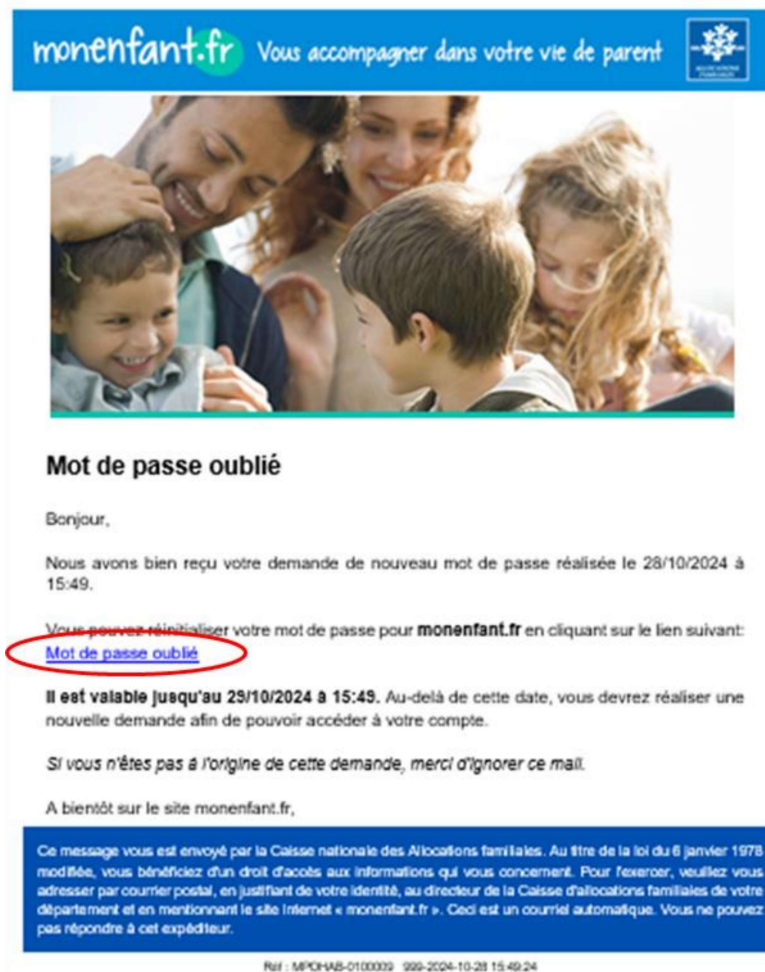 monenfant.fr Vous accompagner dans votre vie de parent
ALLOCATIONS
FAMILIALES
Mot de passe oublié
Bonjour,
Nous avons bien reçu votre demande de nouveau mot de passe réalisée le 28/10/2024 à
15:49.
Vous pouvez réinitialiser votre mot de passe pour monenfant.fr en cliquant sur le lien suivant:
Mot de passe oublié
Il est valable jusqu'au 29/10/2024 à 15:49. Au-delà de cette date, vous devrez réaliser une
nouvelle demande afin de pouvoir accéder à votre compte.
Si vous n'êtes pas à l'origine de cette demande, merci d'ignorer ce mail.
A bientôt sur le site monenfant.fr,
Ce message vous est envoyé par la Caisse nationale des Allocations familiales. Au titre de la loi du 6 janvier 1978
modifiée, vous bénéficiez d'un droit d'accès aux informations qui vous concernent. Pour l'exercer, veuillez vous
adresser par courrier postal, en justifiant de votre identité, au directeur de la Caisse d'allocations familiales de votre
département et en mentionnant le site Internet « monenfant.fr ». Ceci est un courriel automatique. Vous ne pouvez
pas répondre à cet expéditeur.
Réf : MPOHAB-0100009 999-2024-10-28 15:49:24